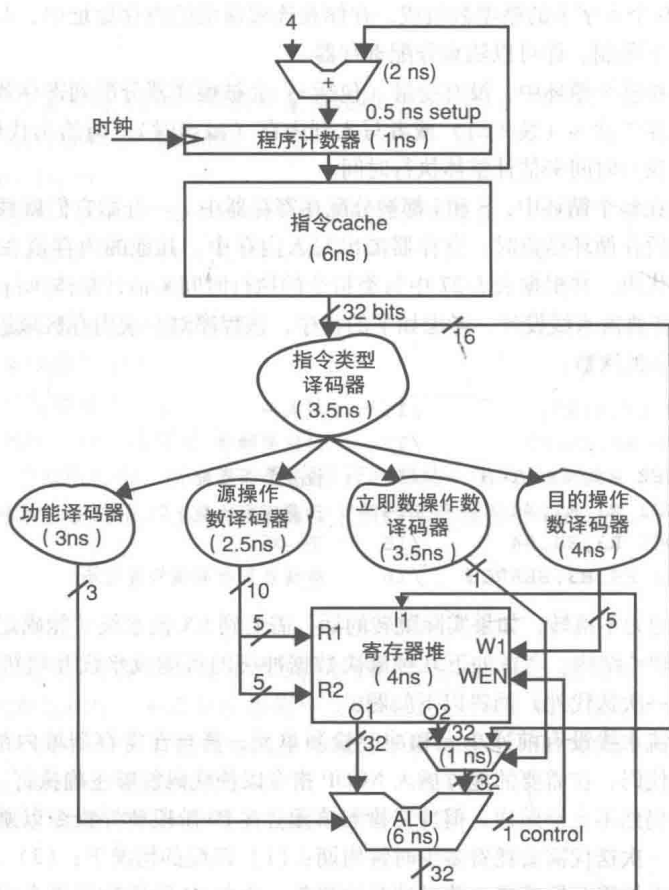 4
+
(2 ns)
0.5 ns setup
时钟
程序计数器（1ns）
指令cache
（6ns）
32 bits
16
指令类型
译码器
（3.5ns）
功能译码器
（3ns）
源操作
数译码器
（2.5ns）
立即数操作数
译码器
（3.5ns）
目的操作
数译码器
（4ns）
3
10
1
5
5
R1
寄存器堆
（4ns）
W1
WEN
5
R2
O1
O2
32
32
(1 ns)
32
ALU
(6 ns)
1 control
32